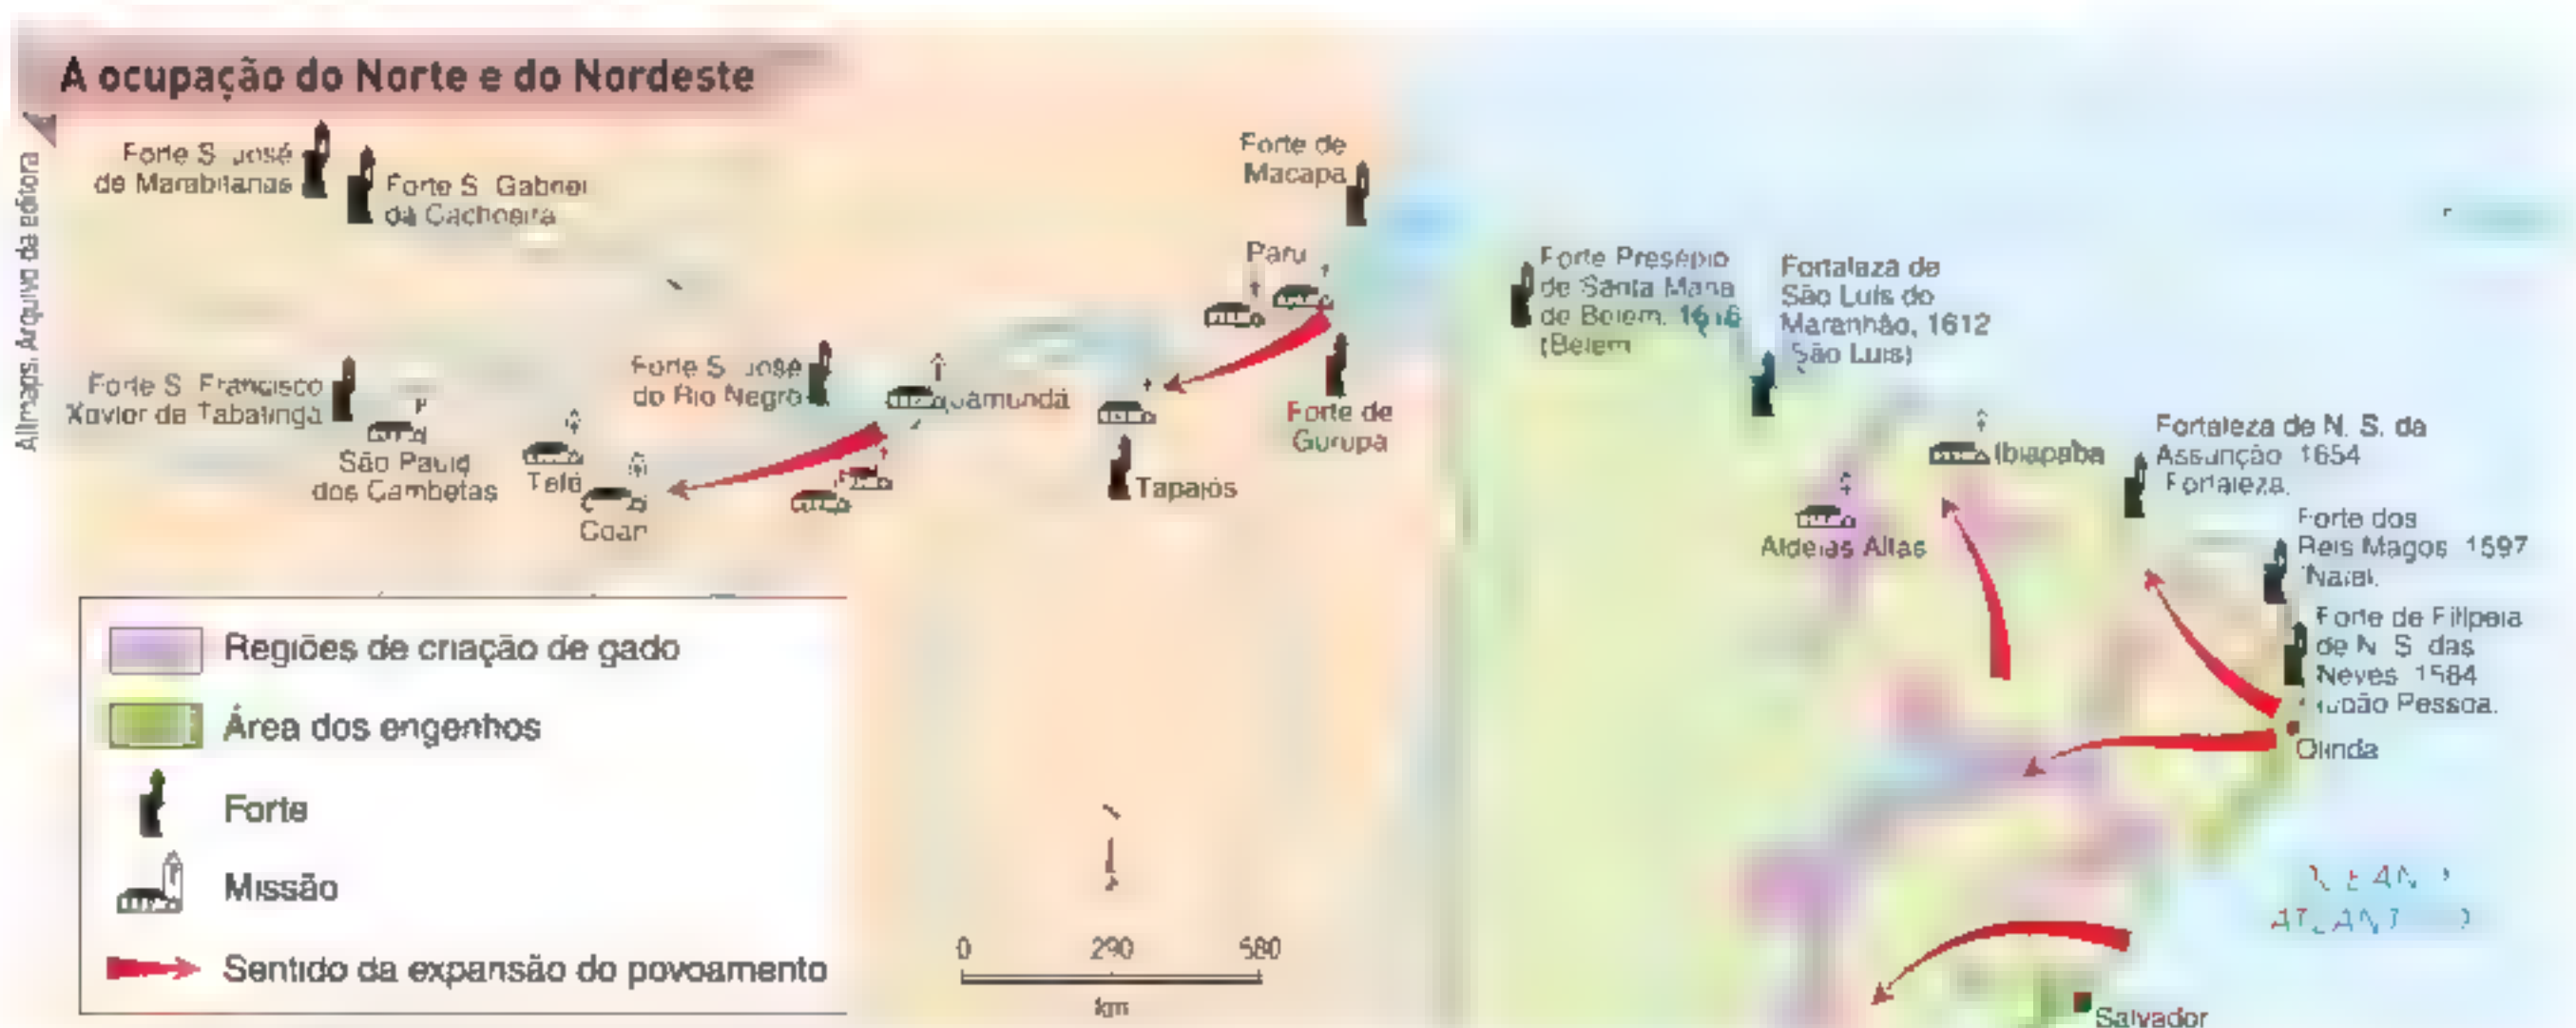 A ocupação do Norte e do Nordeste
Allmaps. Arquivo da editora
Forte S. José
de Marabitanas
Forte S. Gabriel
da Cachoeira
Forte de
Macapá
Paru
Forte Presépio
de Santa Maria
de Belém, 1616
(Belém
Fortaleza de
São Luís do
Maranhão, 1612
São Luís)
Forte S. Francisco
Xavier de Tabatinga
São Paulo
dos Cambebas
Tefé
Coari
Forte S. José
do Rio Negro
Forte de
Gurupá
Tapajós
Ibiapaba
Aldeias Altas
Fortaleza de N. S. da
Assunção 1654
Fortaleza.
Forte dos
Reis Magos 1597
Natal.
Forte de Filipeia
de N. S. das
Neves 1584
Pessoa.
Olinda
Regiões de criação de gado
Área dos engenhos
Forte
Missão
Sentido da expansão do povoamento
0 290 580
km
Salvador